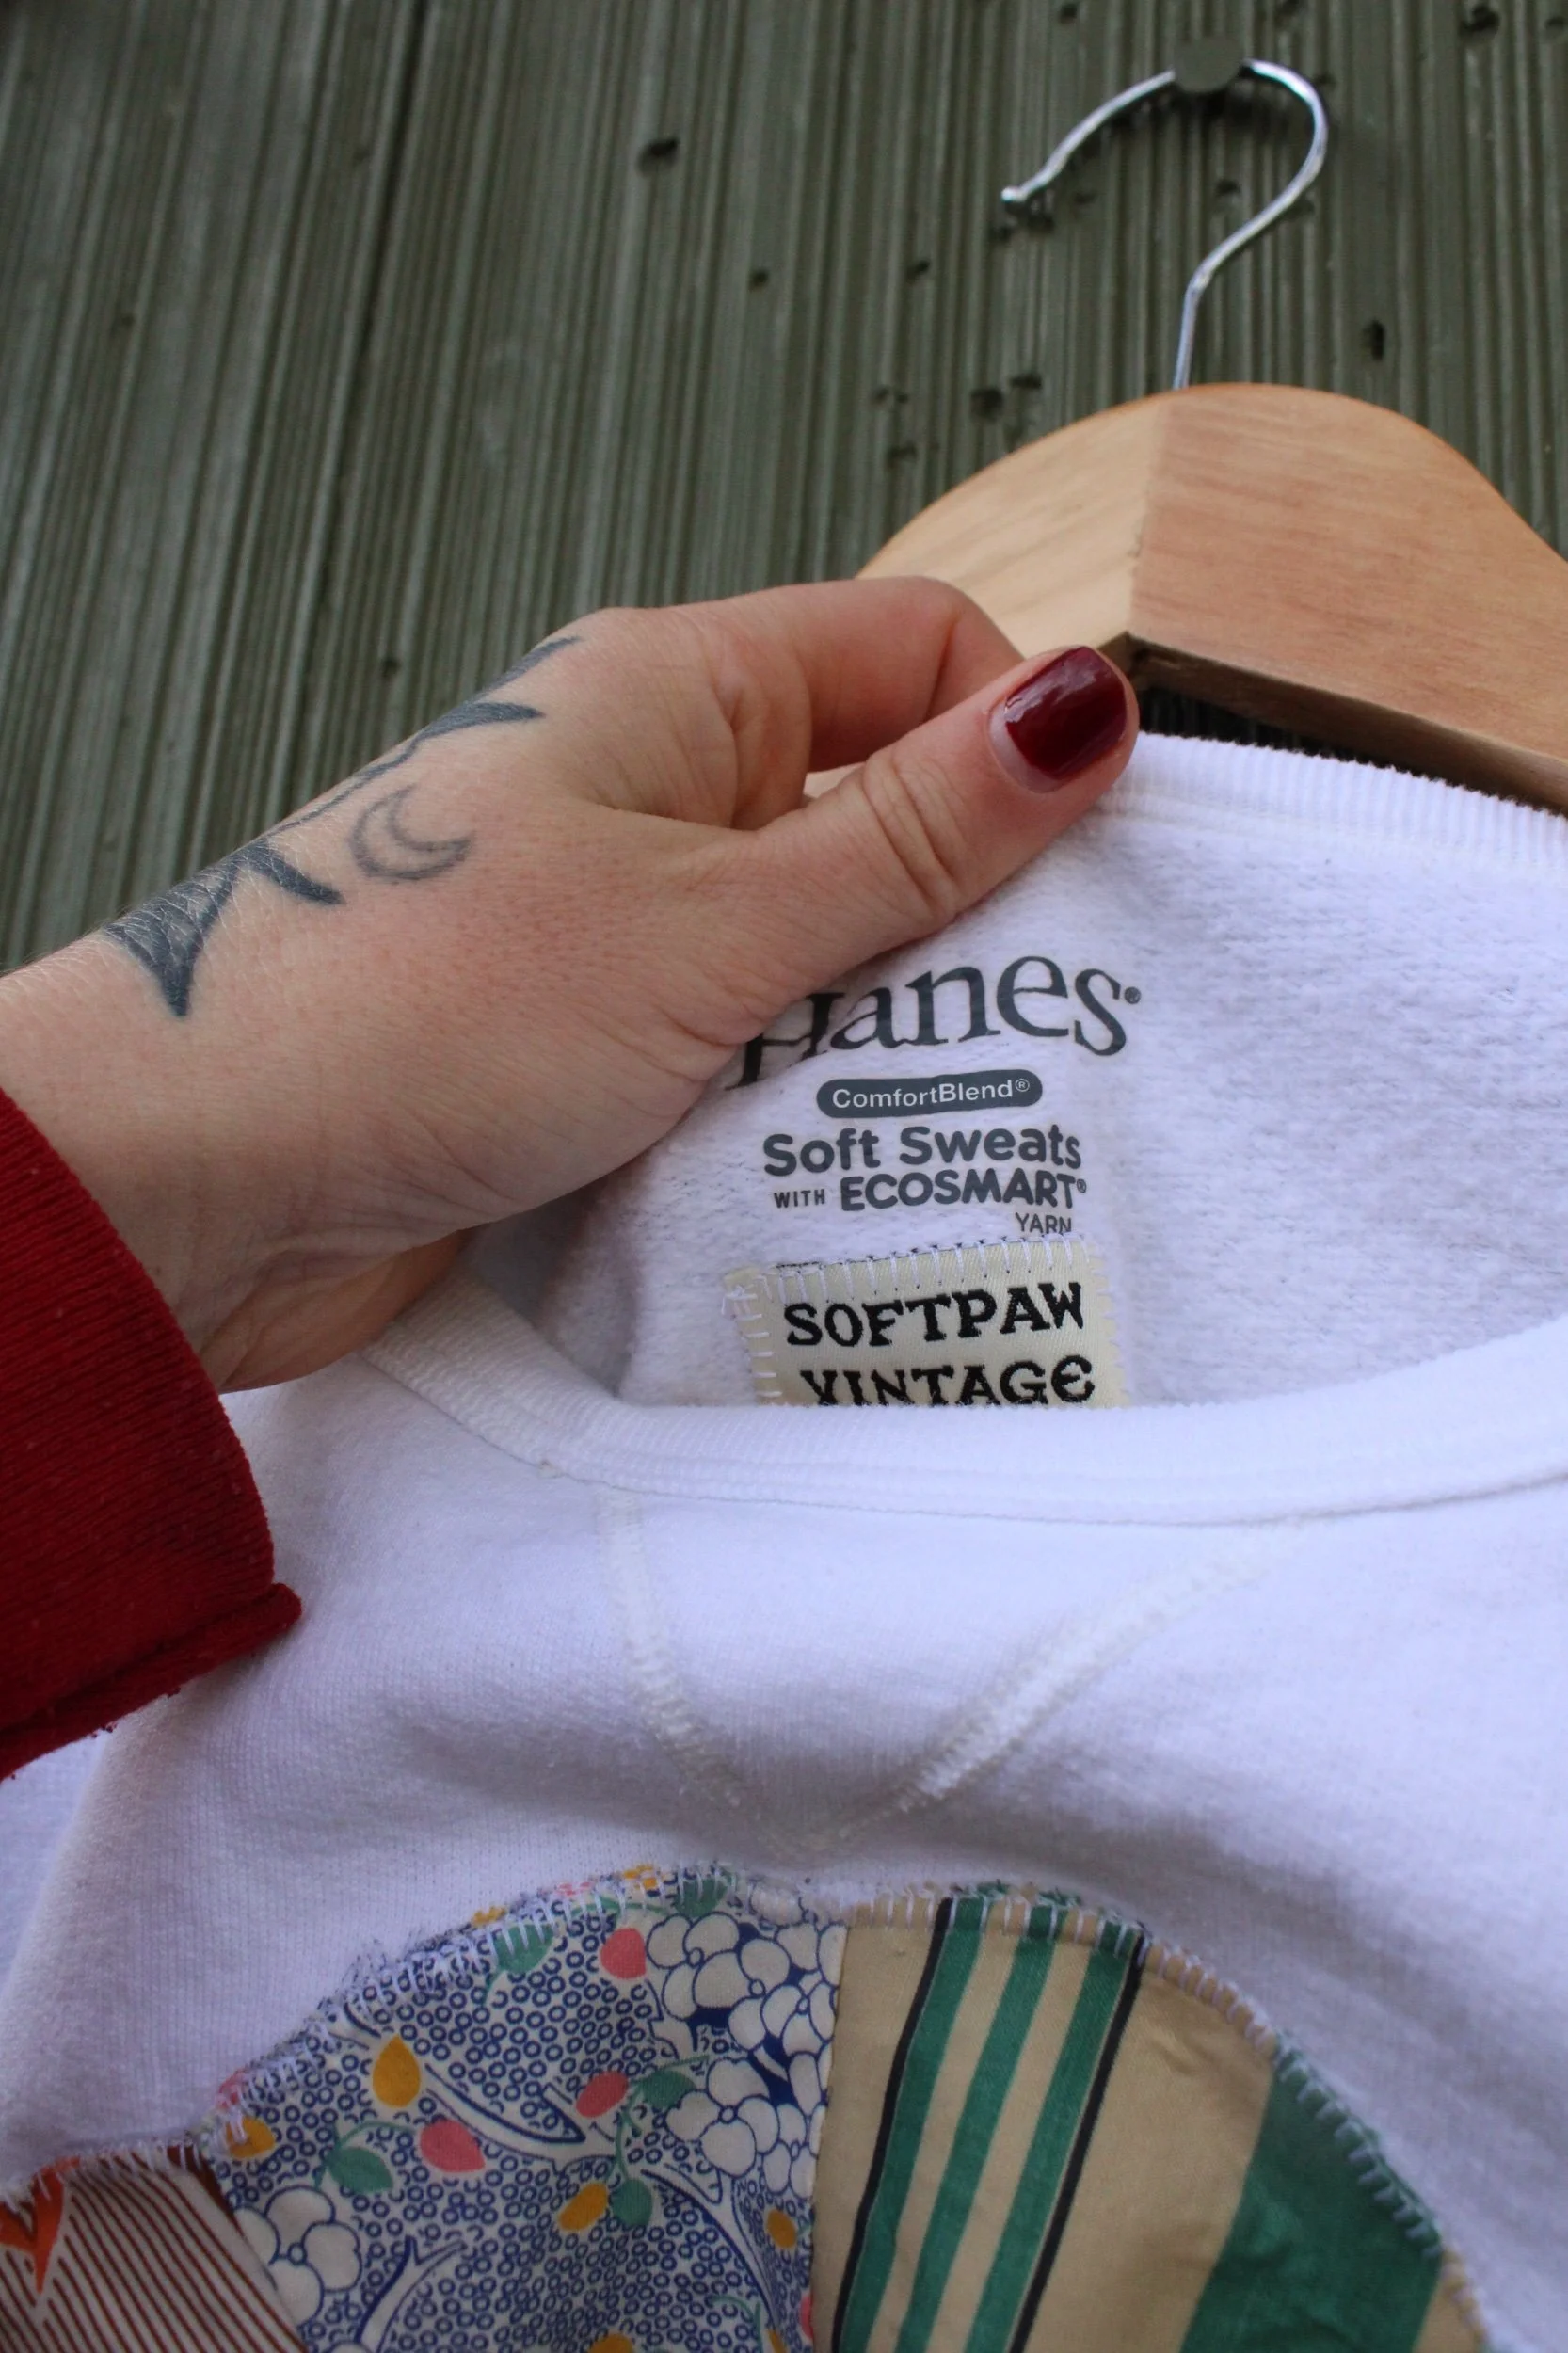 Hanes®
ComfortBlend®
Soft Sweats
WITH ECOSMART®
YARN
SOFTPAW
VINTAGE